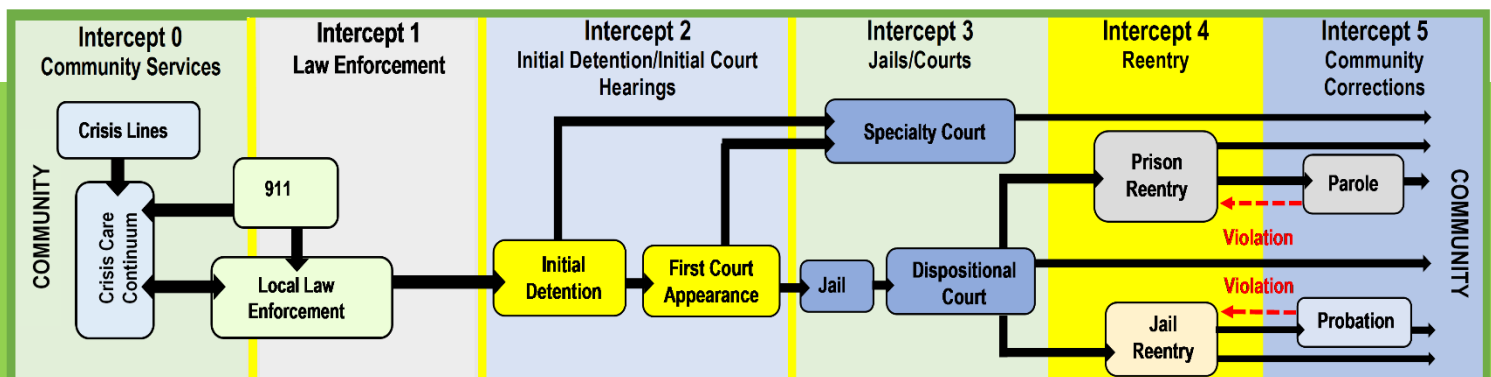 Intercept 0
Community Services
Intercept 1
Law Enforcement
Intercept 2
Initial Detention/Initial Court
Hearings
Intercept 3
Jails/Courts
Intercept 4
Reentry
Intercept 5
Community
Corrections
COMMUNITY
Crisis Lines
911
Crisis Care
Continuum
Local Law
Enforcement
Initial
Detention
First Court
Appearance
Specialty Court
Jail
Dispositional
Court
Prison
Reentry
Parole
Violation
Violation
Jail
Reentry
Probation
COMMUNITY